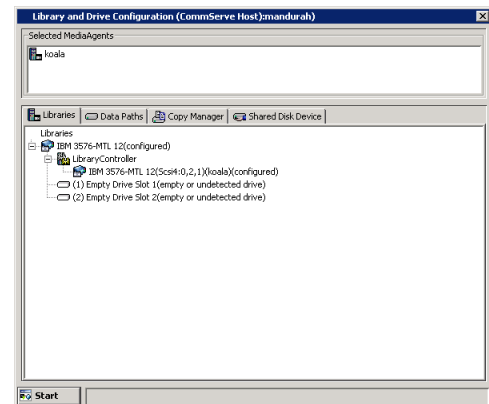 Library and Drive Configuration (CommServe Host):mandurah)
Selected MediaAgents
koala
Libraries Data Paths Copy Manager Shared Disk Device
Libraries
IBM 3576-MTL 12(configured)
LibraryController
IBM 3576-MTL 12(Scsi4:0,2,1)(koala)(configured)
(1) Empty Drive Slot 1(empty or undetected drive)
(2) Empty Drive Slot 2(empty or undetected drive)
Start